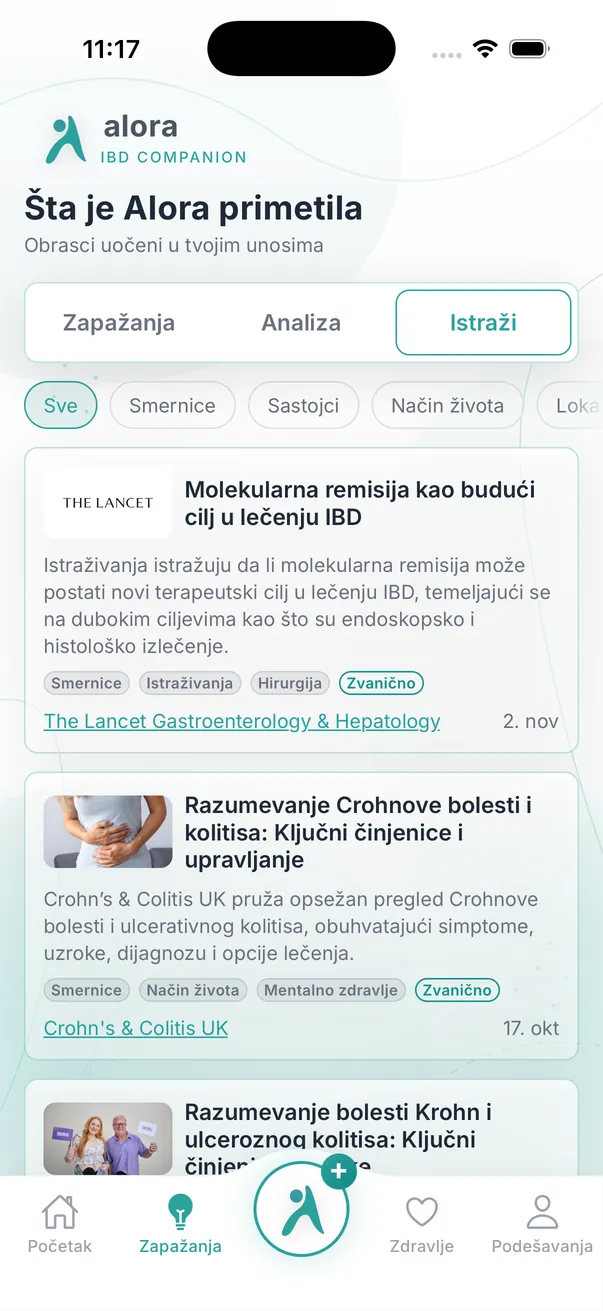 11:17
alora
IBD COMPANION
Šta je Alora primetila
Obrasci uočeni u tvojim unosima
Zapažanja Analiza Istraži
Sve Smernice Sastojci Način života Loka
THE LANCET
Molekularna remisija kao budući
cilj u lečenju IBD
Istraživanja istražuju da li molekularna remisija može
postati novi terapeutski cilj u lečenju IBD, temeljajući se
na dubokim ciljevima kao što su endoskopsko i
histološko izlečenje.
Smernice Istraživanja Hirurgija Zvanično
The Lancet Gastroenterology & Hepatology 2. nov
Razumevanje Crohnove bolesti i
kolitisa: Ključni činjenice i
upravljanje
Crohn’s & Colitis UK pruža opsežan pregled Crohnove
bolesti i ulcerativnog kolitisa, obuhvatajući simptome,
uzroke, dijagnozu i opcije lečenja.
Smernice Način života Mentalno zdravlje Zvanično
Crohn's & Colitis UK 17. okt
Razumevanje bolesti Krohn i
ulceroznog kolitisa: Ključni
Početak Zapažanja Zdravlje Podešavanja